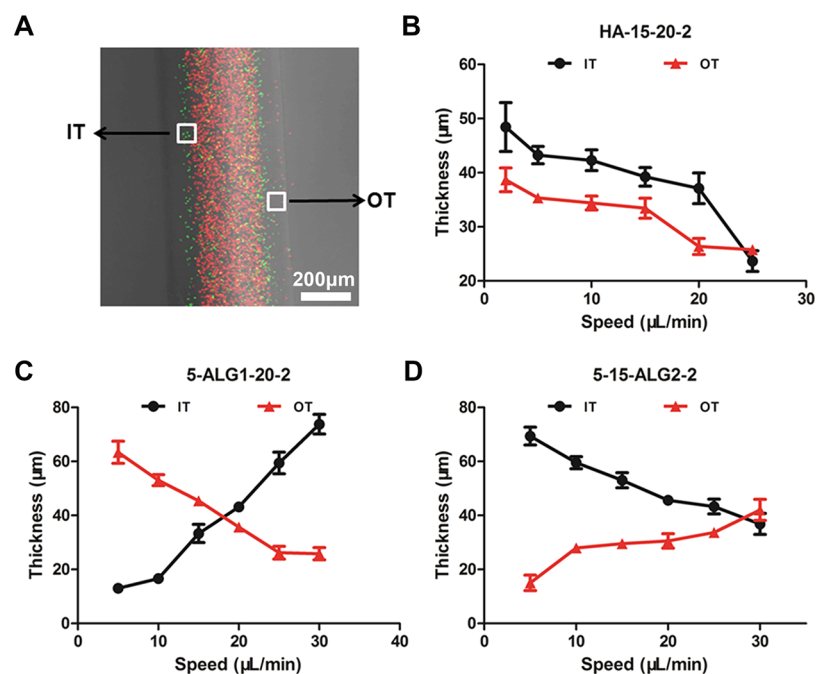 A
IT
OT
200µm
B
HA-15-20-2
IT OT
Thickness (µm)
60
50
40
30
20
0 10 20 30
Speed (µL/min)
C
5-ALG1-20-2
IT OT
Thickness (µm)
80
60
40
20
0
0 10 20 30 40
Speed (µL/min)
D
5-15-ALG2-2
IT OT
Thickness (µm)
80
60
40
20
0
0 10 20 30
Speed (µL/min)